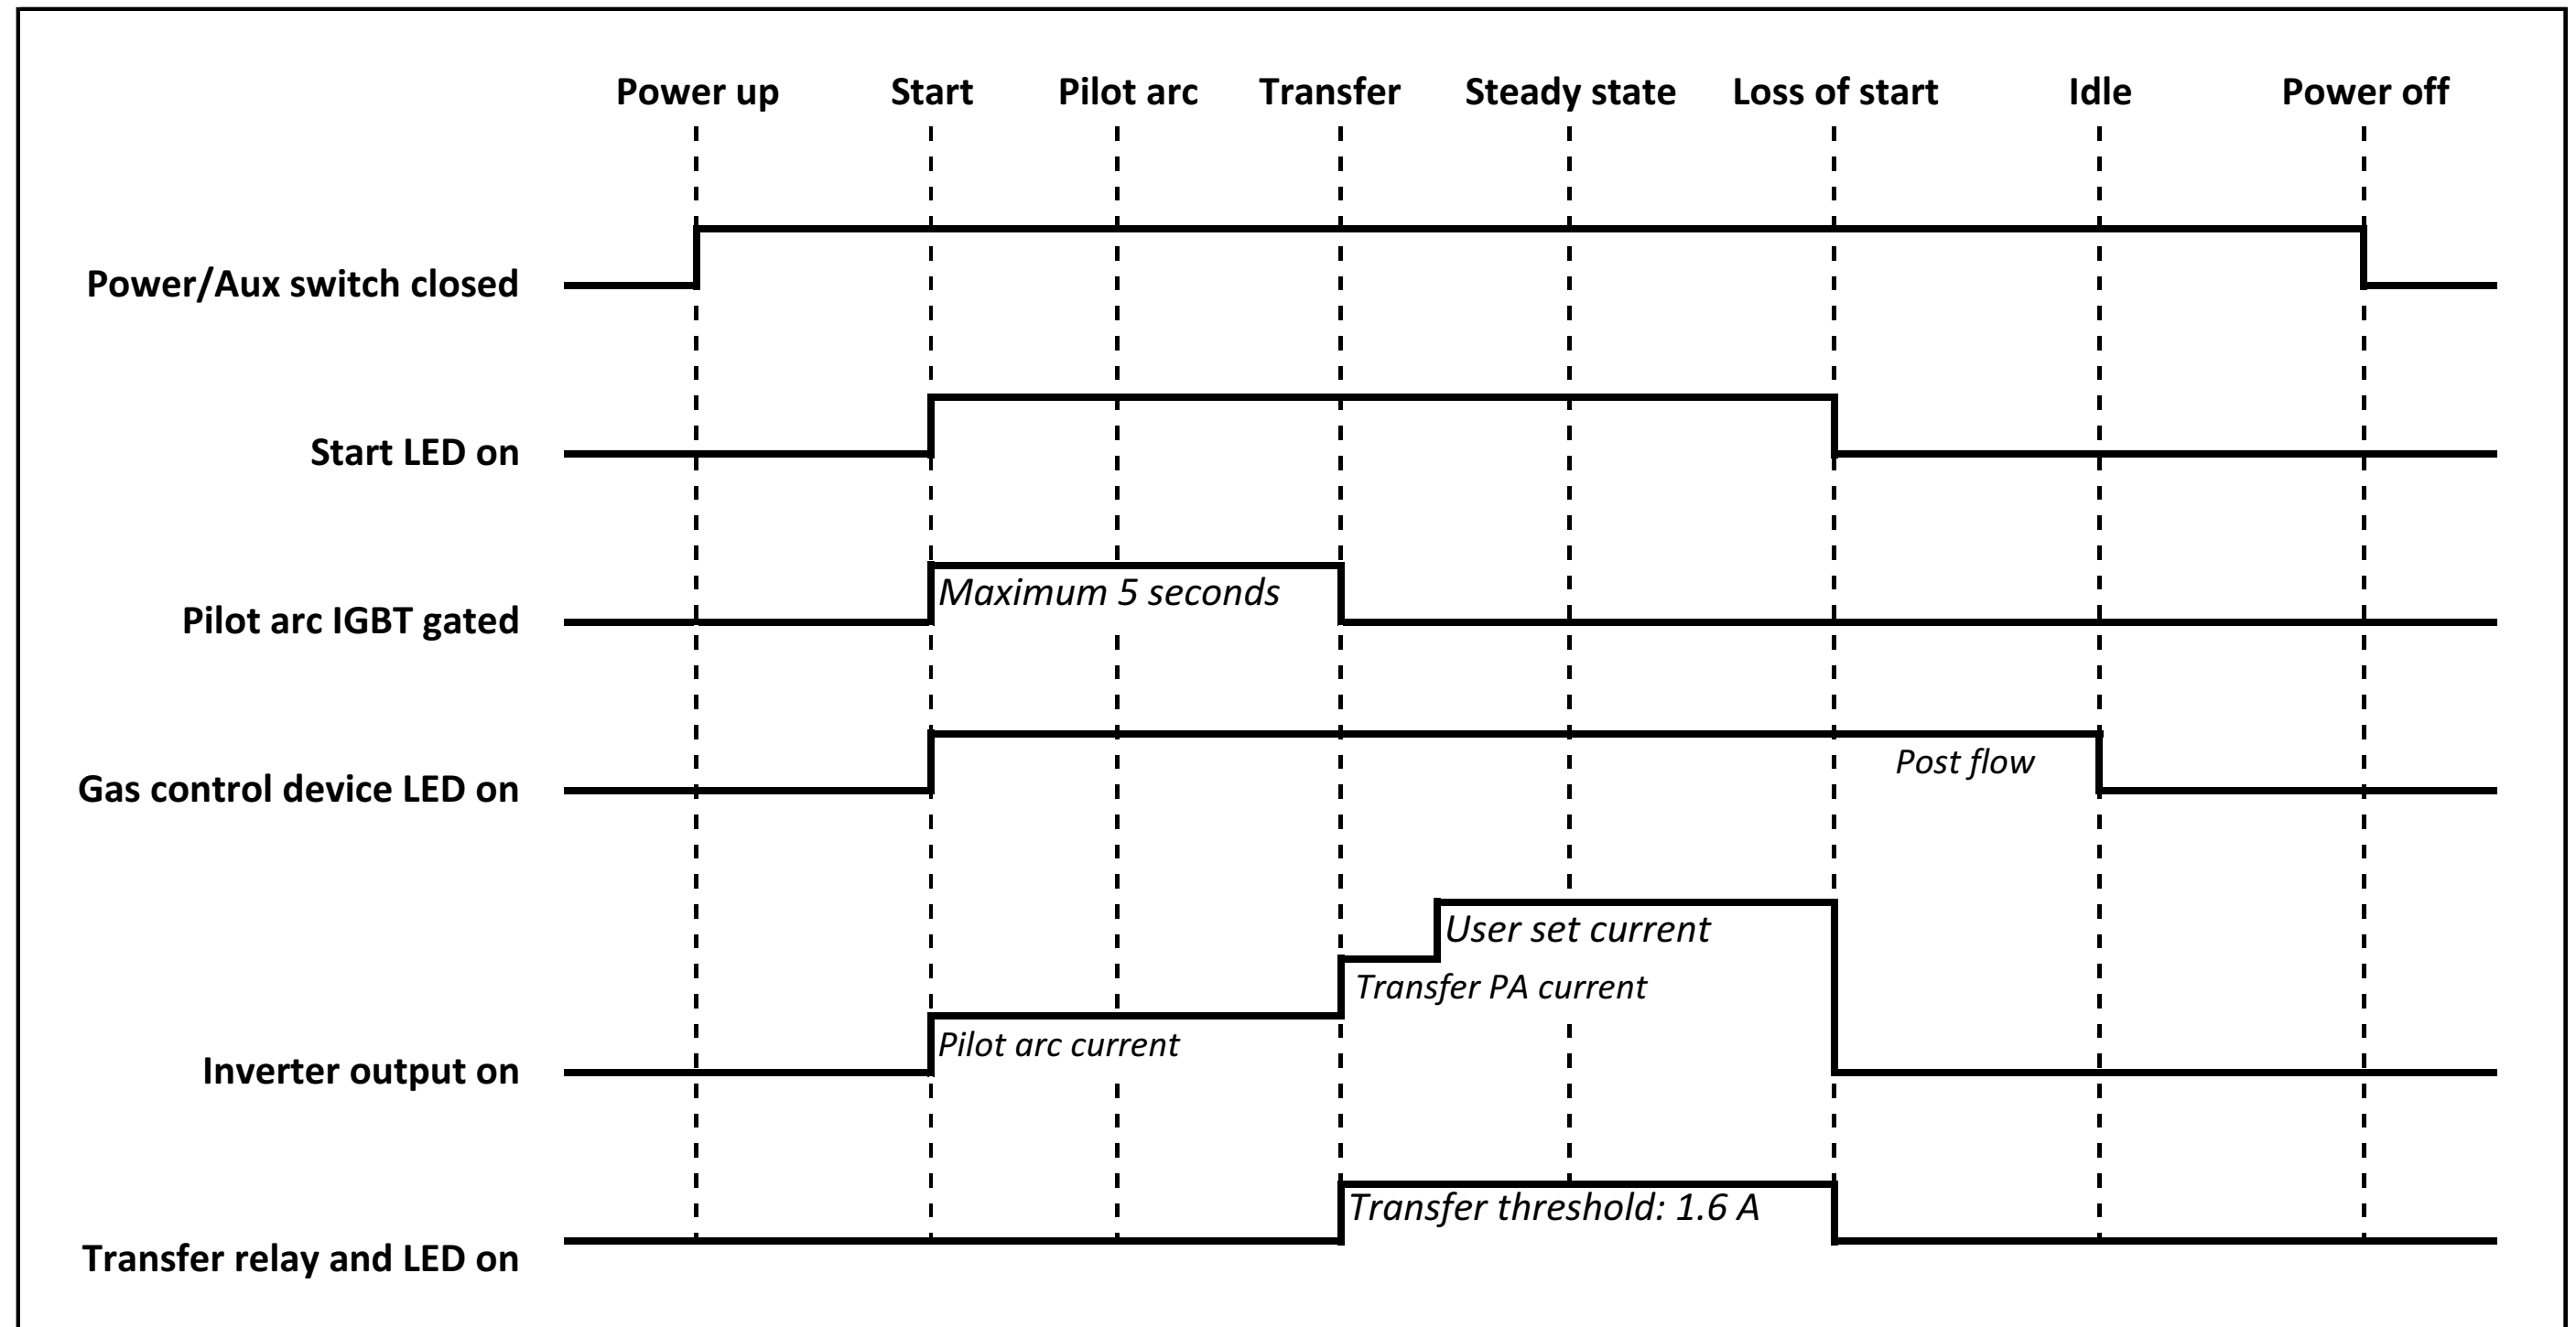 Power up Start Pilot arc Transfer Steady state Loss of start Idle Power off
Power/Aux switch closed
Start LED on
Maximum 5 seconds
Pilot arc IGBT gated
Post flow
Gas control device LED on
User set current
Transfer PA current
Pilot arc current
Inverter output on
Transfer threshold: 1.6 A
Transfer relay and LED on